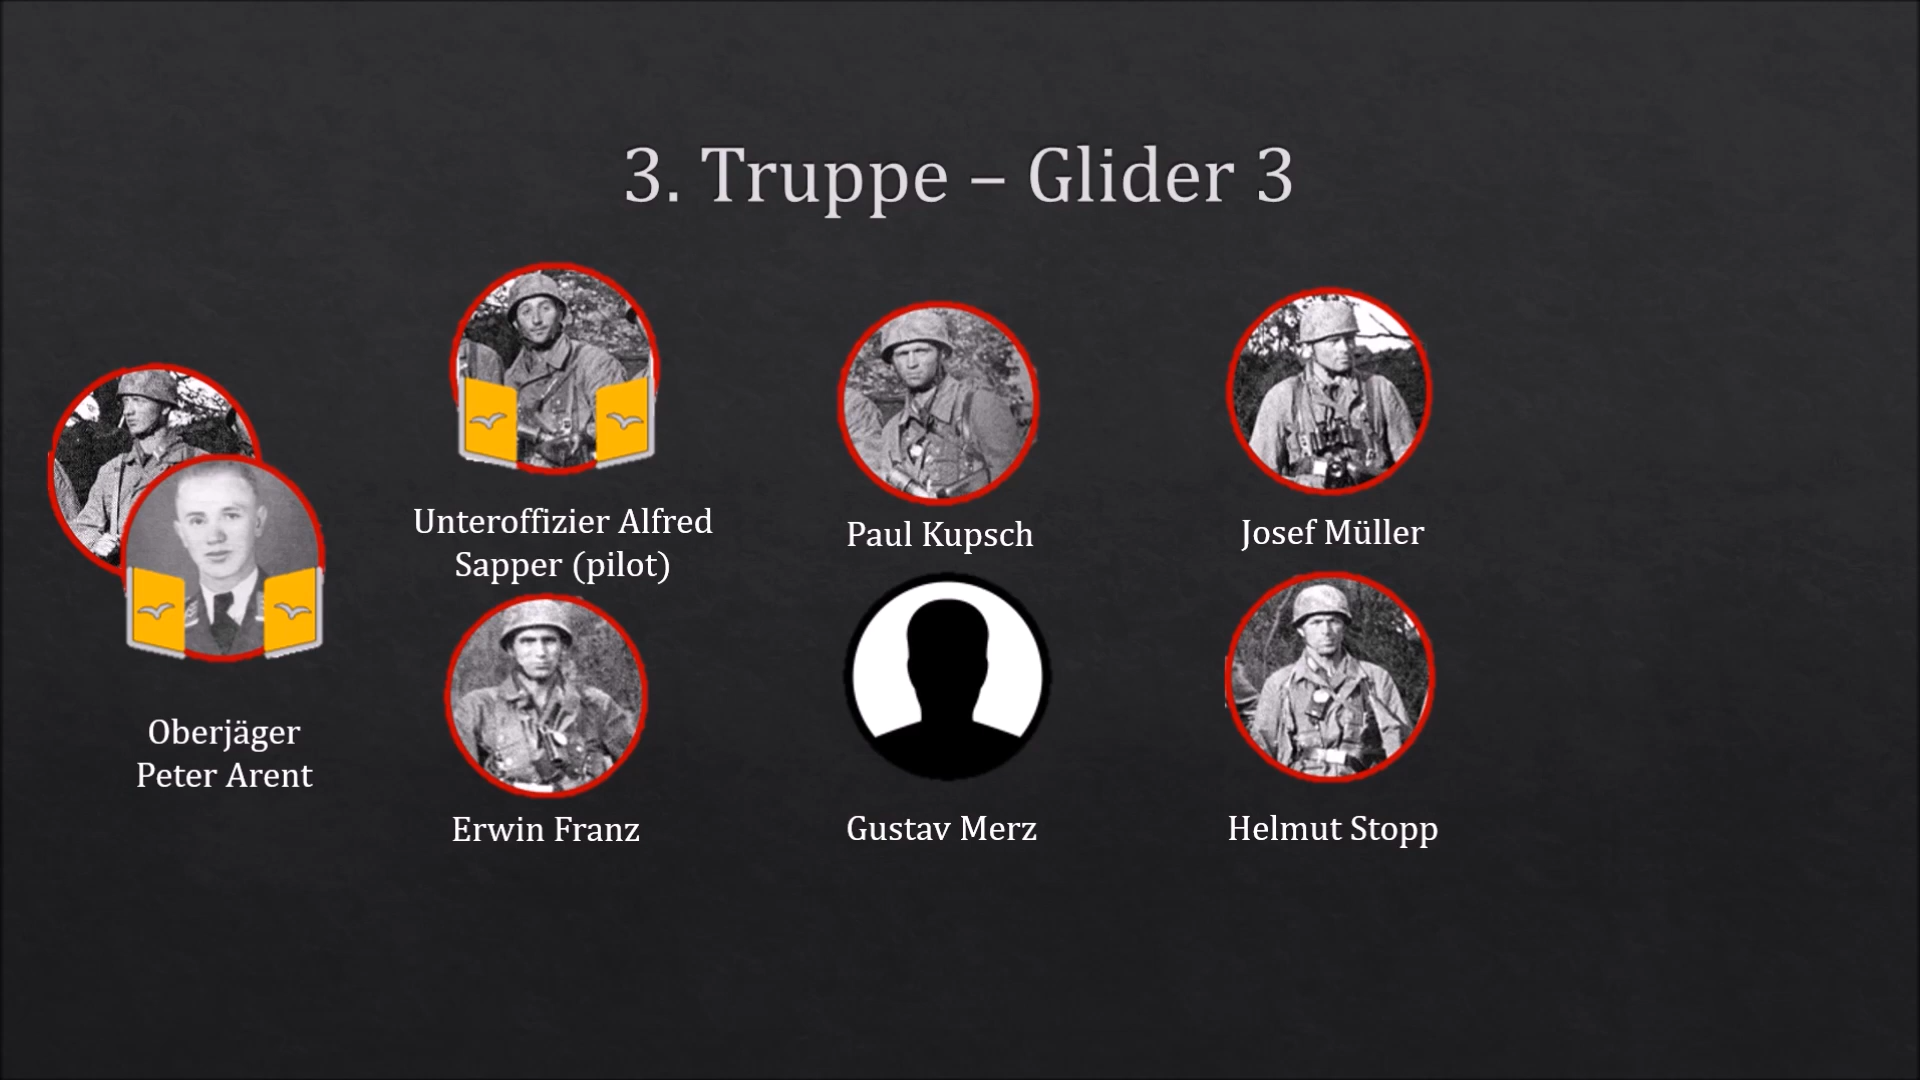 3. Truppe – Glider 3
Unteroffizier Alfred
Sapper (pilot)
Paul Kupsch
Josef Müller
Oberjäger
Peter Arent
Erwin Franz
Gustav Merz
Helmut Stopp